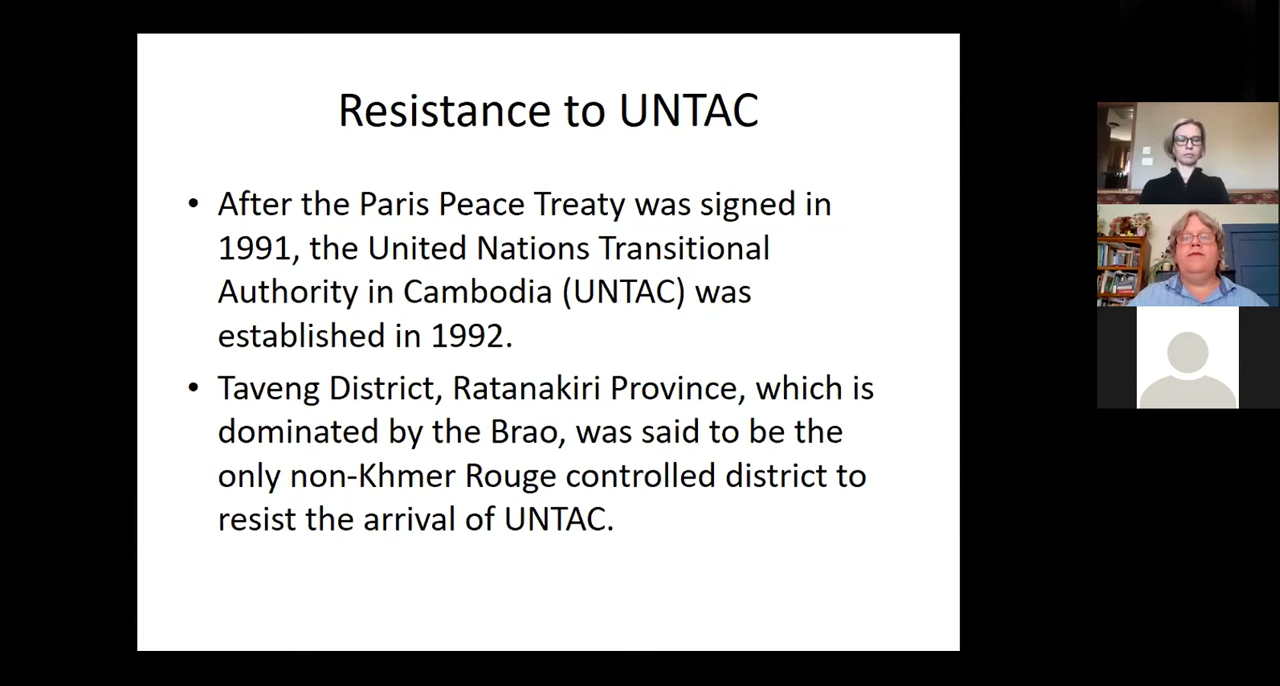 Resistance to UNTAC
• After the Paris Peace Treaty was signed in
1991, the United Nations Transitional
Authority in Cambodia (UNTAC) was
established in 1992.
• Taveng District, Ratanakiri Province, which is
dominated by the Brao, was said to be the
only non-Khmer Rouge controlled district to
resist the arrival of UNTAC.